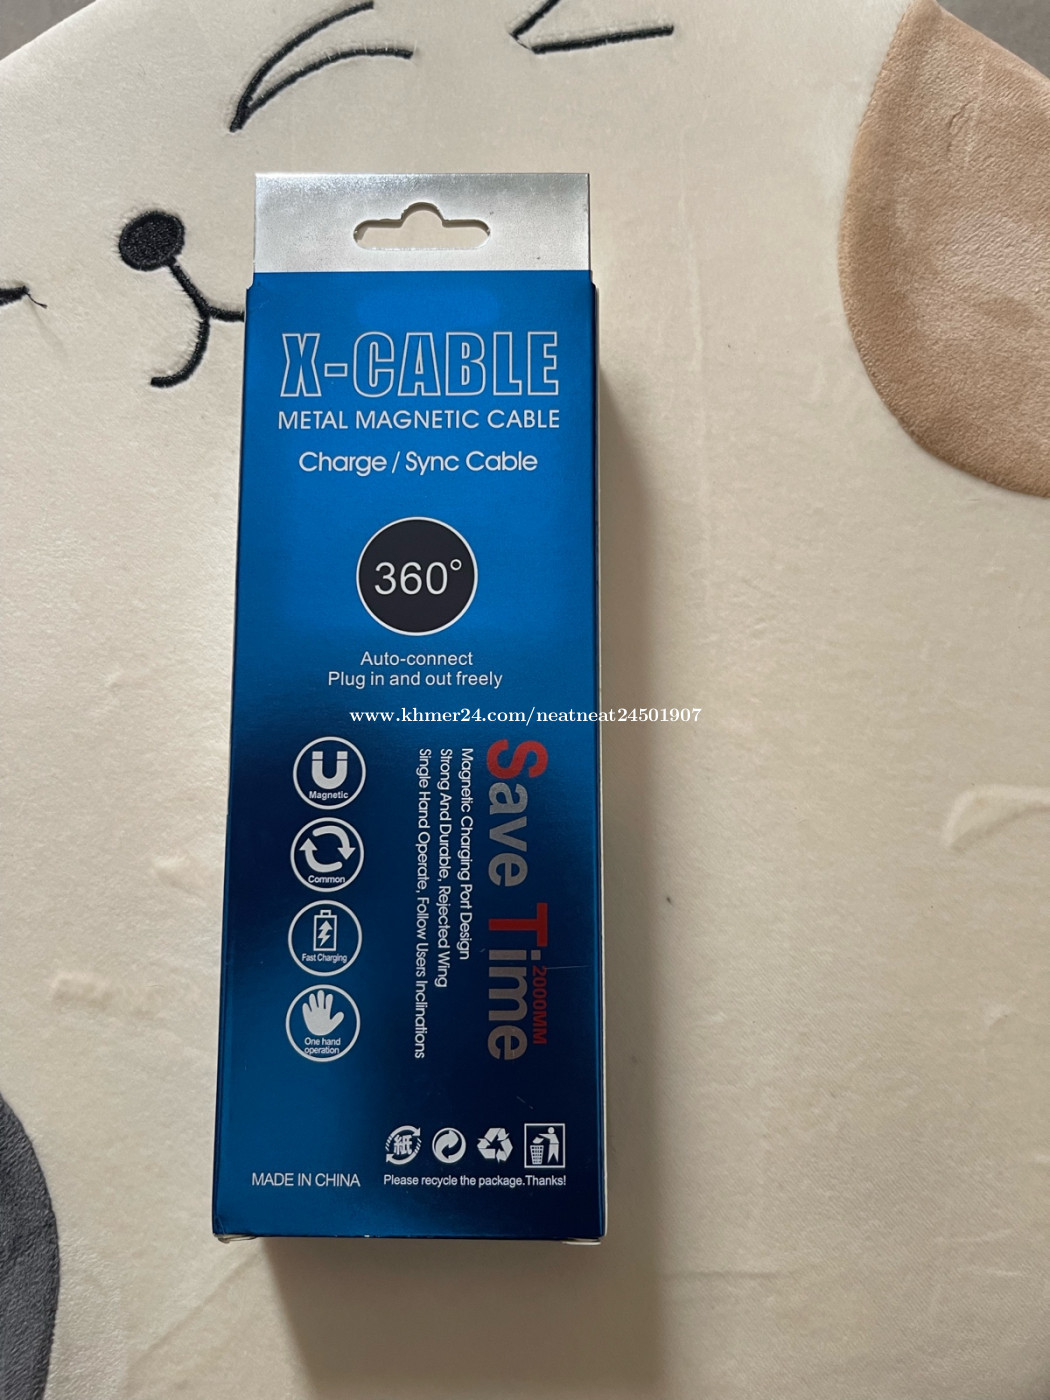 X-CABLE
METAL MAGNETIC CABLE
Charge / Sync Cable
360°
Auto-connect
Plug in and out freely
www.khmer24.com/neatneat24501907
Magnetic
Common
Fast Charging
One hand
operation
Save Time
2000MM
Magnetic Charging Port Design
Strong And Durable, Rejected Wing
Single Hand Operate, Follow Users Inclinations
紙
MADE IN CHINA
Please recycle the package.Thanks!